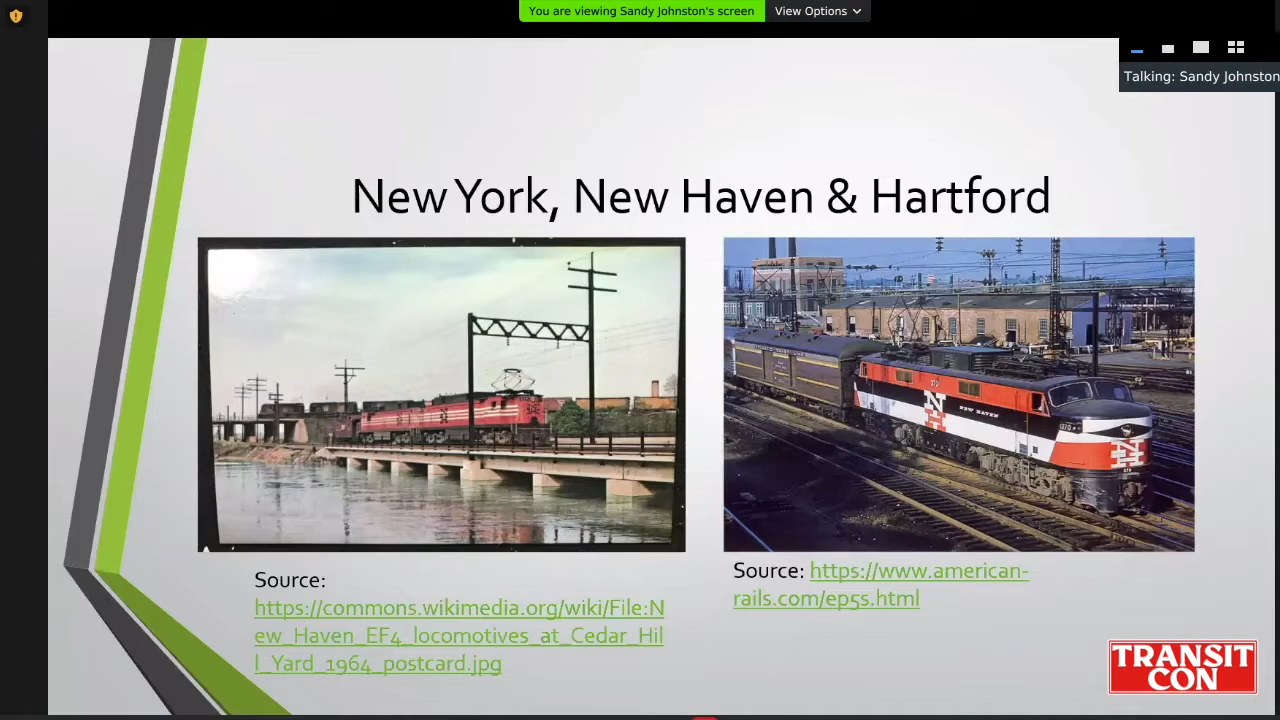 You are viewing Sandy Johnston's screen
View Options
Talking: Sandy Johnston
New York, New Haven & Hartford
370
N
H
NEW HAVEN
370
N
H
Source:
https://commons.wikimedia.org/wiki/File:N
ew_Haven_EF4_locomotives_at_Cedar_Hil
l_Yard_1964_postcard.jpg
Source: https://www.american-
rails.com/ep5s.html
TRANSIT
CON